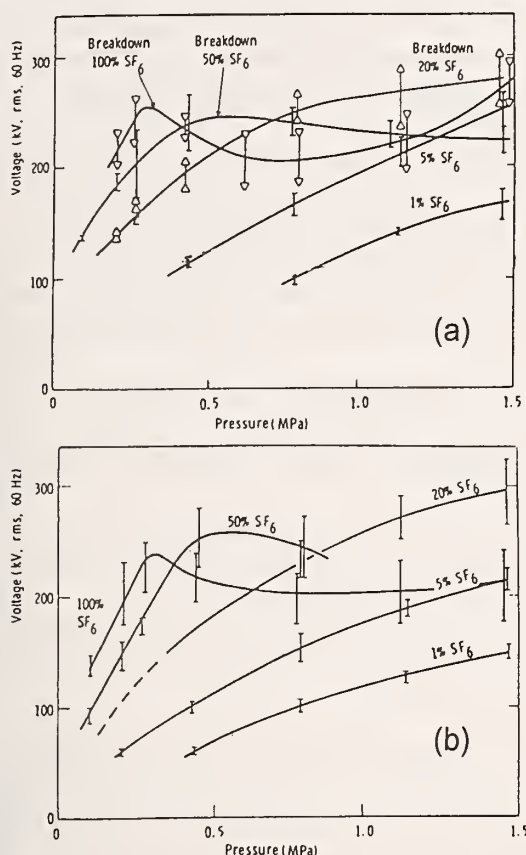 Breakdown
100% SF6
Breakdown
50% SF6
Breakdown
20% SF6
5% SF6
1% SF6
(a)
Voltage (kV, rms, 60 Hz)
300
200
100
0
0
0.5
1.0
1.5
Pressure(MPa)
20% SF6
50% SF6
100%
SF6
5% SF6
1% SF6
(b)
Voltage (kV, rms, 60 Hz)
300
200
100
0
0
0.5
1.0
1.5
Pressure(MPa)